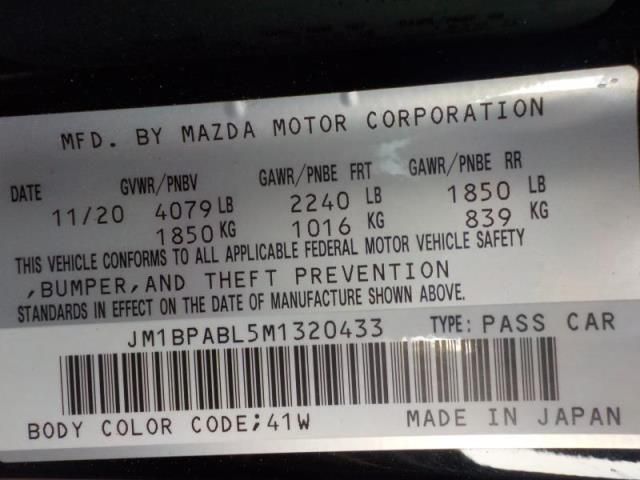 MFD. BY MAZDA MOTOR CORPORATION
DATE GVWR/PNBV GAWR/PNBE FRT GAWR/PNBE RR
11/20 4079 LB 2240 LB 1850 LB
1850 KG 1016 KG 839 KG
THIS VEHICLE CONFORMS TO ALL APPLICABLE FEDERAL MOTOR VEHICLE SAFETY
,BUMPER,AND THEFT PREVENTION
STANDARDS IN EFFECT ON THE DATE OF MANUFACTURE SHOWN ABOVE.
JM1BPABL5M1320433 TYPE: PASS CAR
BODY COLOR CODE;41W MADE IN JAPAN